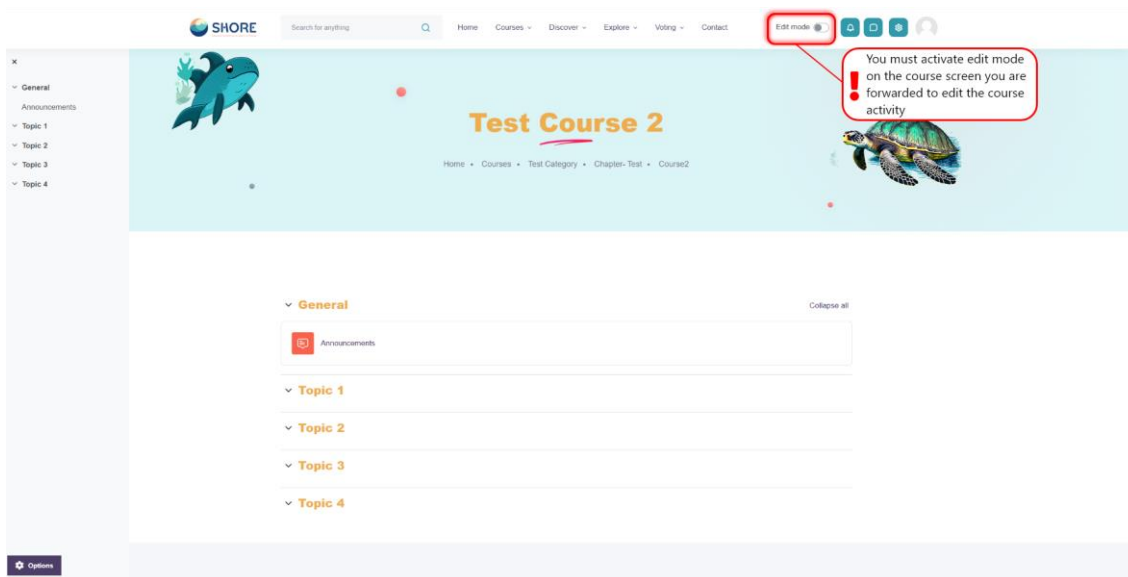 SHORE
Search for anything
Home Courses Discover Explore Voting Contact
Edit mode
You must activate edit mode
on the course screen you are
forwarded to edit the course
activity
General
Announcements
Topic 1
Topic 2
Topic 3
Topic 4
Test Course 2
Home • Courses • Test Category • Chapter- Test • Course2
General
Collapse all
Announcements
Topic 1
Topic 2
Topic 3
Topic 4
Options